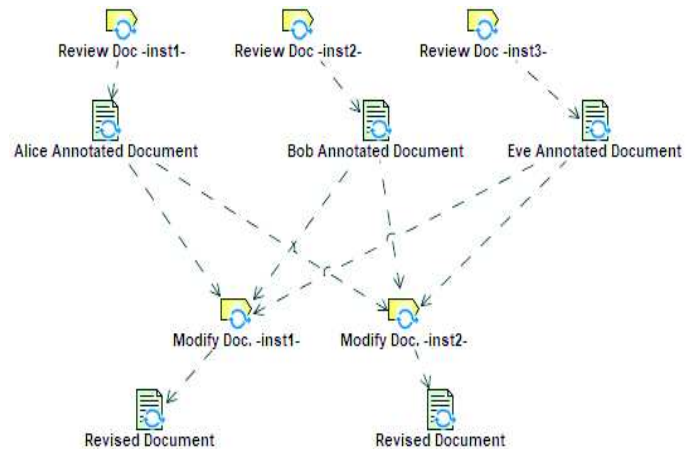 Review Doc -inst1-
Review Doc -inst2-
Review Doc -inst3-
Alice Annotated Document
Bob Annotated Document
Eve Annotated Document
Modify Doc. -inst1-
Modify Doc. -inst2-
Revised Document
Revised Document